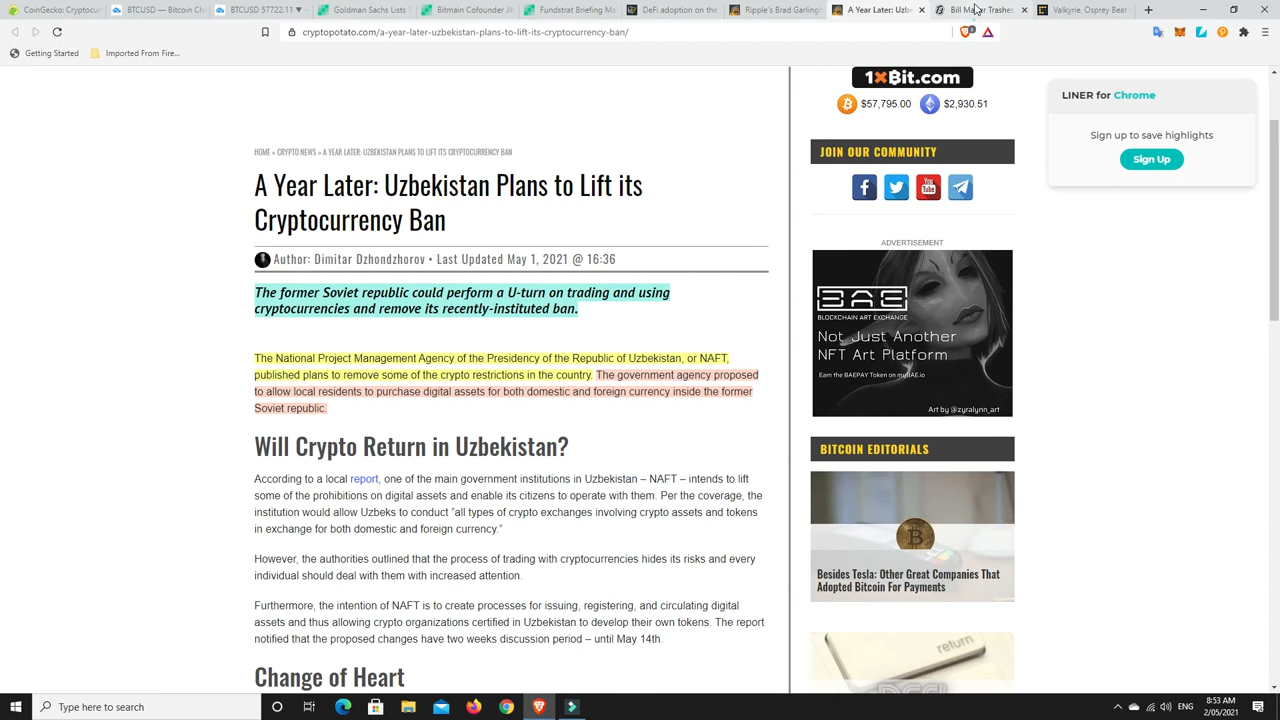 CoinGecko: Cryptocurr
BTCUSD — Bitcoin Ch
BTCUSD 57722.11 ▼
Goldman Sachs Leads
Bitmain Cofounder J
Fundstrat Briefing Ma
DeFi adoption on the
Ripple's Brad Garling
A Year Later: Uzbe
Bill Maher Trashes
Valkyrie, Osprey Bear
cryptopotato.com/a-year-later-uzbekistan-plans-to-lift-its-cryptocurrency-ban/
Getting Started
Imported From Fire...
HOME » CRYPTO NEWS » A YEAR LATER: UZBEKISTAN PLANS TO LIFT ITS CRYPTOCURRENCY BAN
A Year Later: Uzbekistan Plans to Lift its
Cryptocurrency Ban
Author: Dimitar Dzhondzhorov • Last Updated May 1, 2021 @ 16:36
The former Soviet republic could perform a U-turn on trading and using
cryptocurrencies and remove its recently-instituted ban.
The National Project Management Agency of the Presidency of the Republic of Uzbekistan, or NAFT,
published plans to remove some of the crypto restrictions in the country. The government agency proposed
to allow local residents to purchase digital assets for both domestic and foreign currency inside the former
Soviet republic.
Will Crypto Return in Uzbekistan?
According to a local report, one of the main government institutions in Uzbekistan – NAFT – intends to lift
some of the prohibitions on digital assets and enable its citizens to operate with them. Per the coverage, the
institution would allow Uzbeks to conduct “all types of crypto exchanges involving crypto assets and tokens
in exchange for both domestic and foreign currency.”
However, the authorities outlined that the process of trading with cryptocurrencies hides its risks and every
individual should deal with them with increased attention.
Furthermore, the intention of NAFT is to create processes for issuing, registering, and circulating digital
assets and thus allowing crypto organizations certified in Uzbekistan to develop their own tokens. The report
notified that the proposed changes have two weeks discussion period – until May 14th.
Change of Heart
1xBit.com
$57,795.00
$2,930.51
JOIN OUR COMMUNITY
You
Tube
ADVERTISEMENT
BLOCKCHAIN ART EXCHANGE
Not Just Another
NFT Art Platform
Earn the BAEPAY Token on myBAE.io
Art by @zyralynn_art
BITCOIN EDITORIALS
Besides Tesla: Other Great Companies That
Adopted Bitcoin For Payments
return
LINER for Chrome
Sign up to save highlights
Sign Up
Type here to search
ENG
8:53 AM
2/05/2021